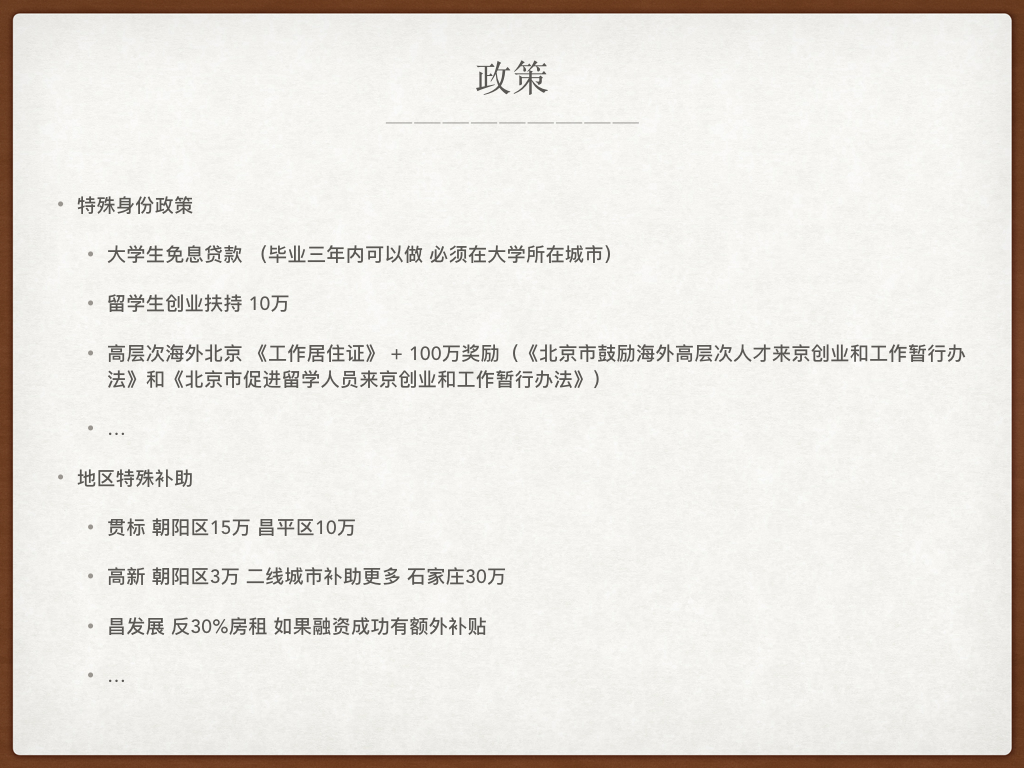 政策
• 特殊身份政策
• 大学生免息贷款 （毕业三年内可以做 必须在大学所在城市）
• 留学生创业扶持 10万
• 高层次海外北京 《工作居住证》 + 100万奖励（《北京市鼓励海外高层次人才来京创业和工作暂行办
法》和《北京市促进留学人员来京创业和工作暂行办法》）
• …
• 地区特殊补助
• 贯标 朝阳区15万 昌平区10万
• 高新 朝阳区3万 二线城市补助更多 石家庄30万
• 昌发展 反30%房租 如果融资成功有额外补贴
• …